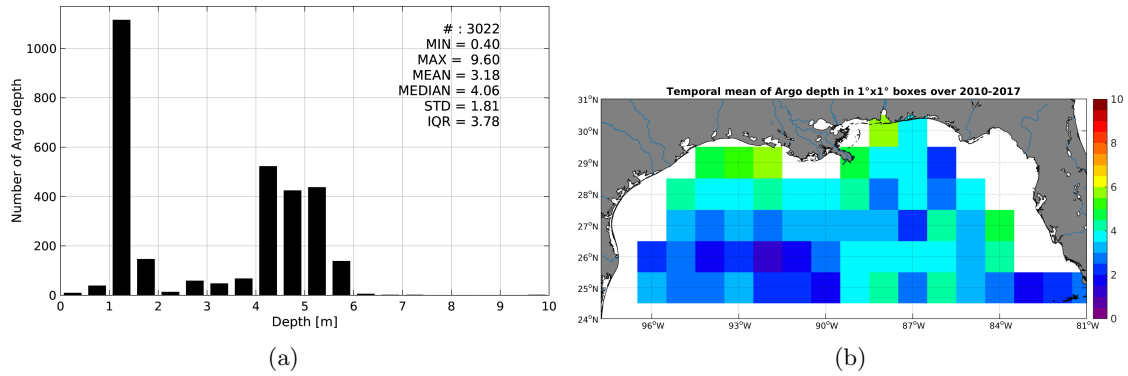 # : 3022
MIN = 0.40
MAX = 9.60
MEAN = 3.18
MEDIAN = 4.06
STD = 1.81
IQR = 3.78
Number of Argo depth
1000
800
600
400
200
0
0 1 2 3 4 5 6 7 8 9 10
Depth [m]
(a)
Temporal mean of Argo depth in 1°x1° boxes over 2010-2017
31°N
30°N
29°N
28°N
27°N
26°N
25°N
24°N
96°W 93°W 90°W 87°W 84°W 81°W
10
8
6
4
2
0
(b)